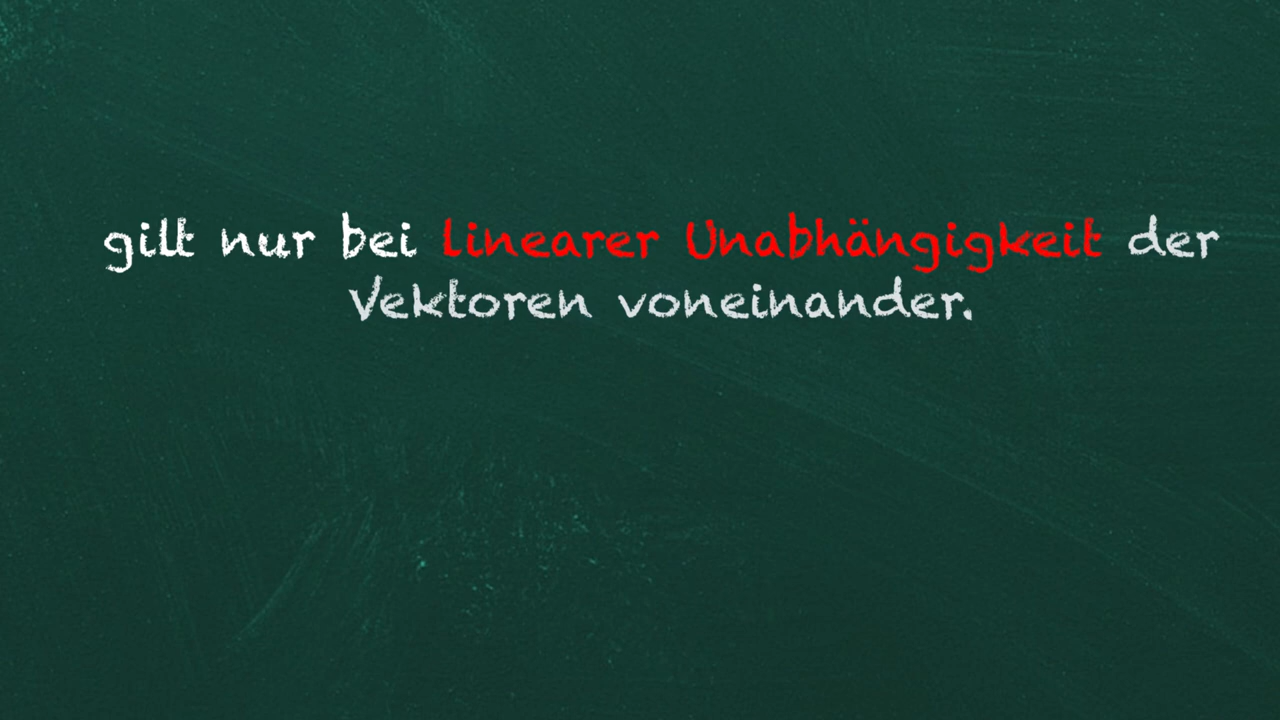 gilt nur bei linearer Unabhängigkeit der
Vektoren voneinander.